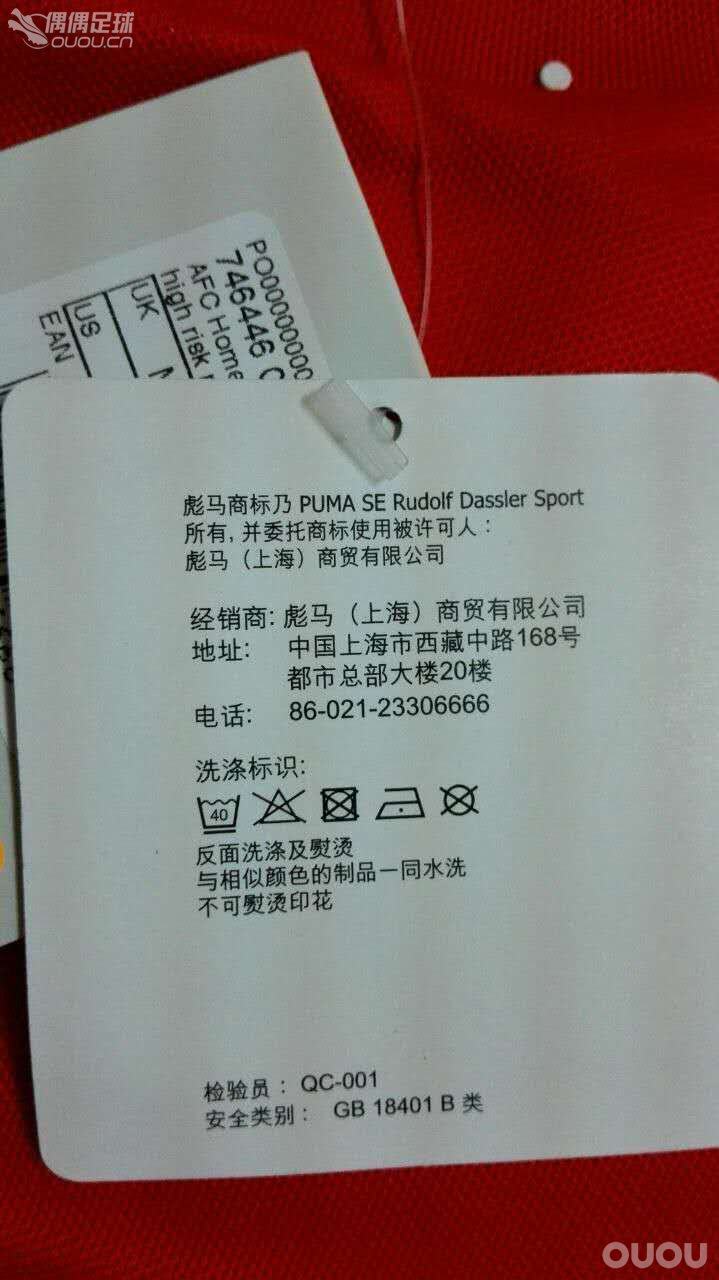 偶偶足球
OUOU.CN
PO00000000
746446
AFC Home
high risk
UK
US
EAN
彪马商标乃 PUMA SE Rudolf Dassler Sport
所有, 并委托商标使用被许可人：
彪马（上海）商贸有限公司
经销商: 彪马（上海）商贸有限公司
地址: 中国上海市西藏中路168号
都市总部大楼20楼
电话: 86-021-23306666
洗涤标识:
40
反面洗涤及熨烫
与相似颜色的制品一同水洗
不可熨烫印花
检验员： QC-001
安全类别： GB 18401 B 类
OUOU